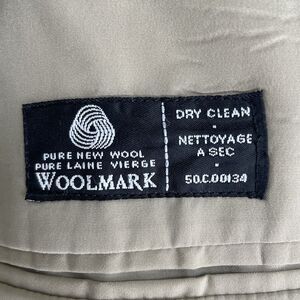 PURE NEW WOOL
PURE LAINE VIERGE
WOOLMARK
DRY CLEAN
NETTOYAGE
A SEC
50.C.00134